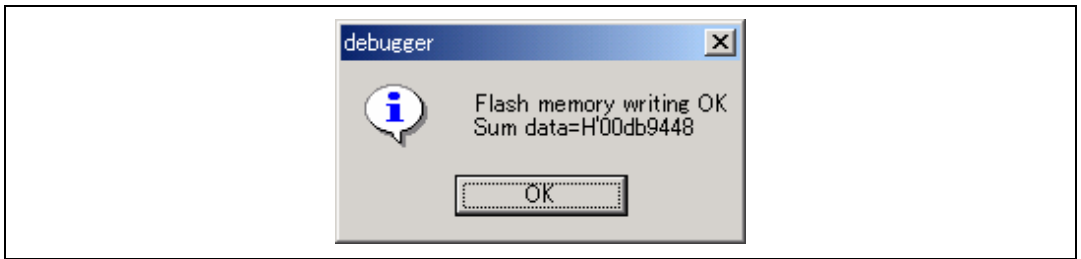 debugger
Flash memory writing OK
Sum data=H'00db9448
OK